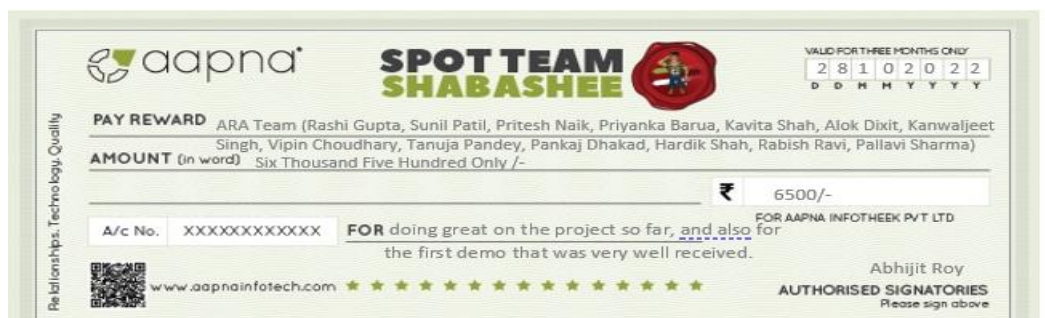 aapna
SPOT TEAM
SHABASHEE
VALID FOR THREE MONTHS ONLY
2 8 1 0 2 0 2 2
D D M M Y Y Y Y
PAY REWARD ARA Team (Rashi Gupta, Sunil Patil, Pritesh Naik, Priyanka Barua, Kavita Shah, Alok Dixit, Kanwaljeet
Singh, Vipin Choudhary, Tanuja Pandey, Pankaj Dhakad, Hardik Shah, Rabish Ravi, Pallavi Sharma)
AMOUNT (in word) Six Thousand Five Hundred Only /-
₹ 6500/-
FOR AAPNA INFOTHEEK PVT LTD
A/c No. XXXXXXXXXXXX
FOR doing great on the project so far, and also for
the first demo that was very well received.
Abhijit Roy
www.aapnainfotech.com
AUTHORISED SIGNATORIES
Please sign above
Relationships. Technology. Quality